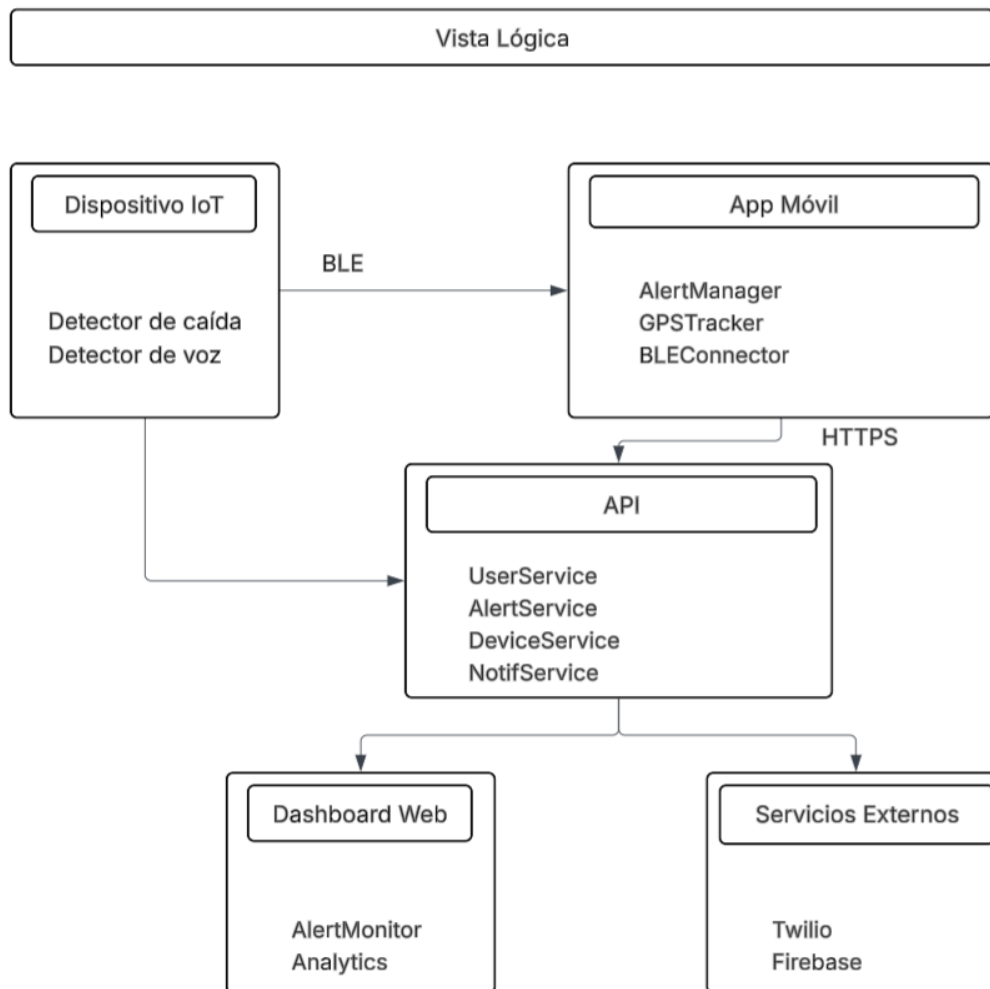 Vista Lógica
Dispositivo IoT
Detector de caída
Detector de voz
BLE
App Móvil
AlertManager
GPSTracker
BLEConnector
HTTPS
API
UserService
AlertService
DeviceService
NotifService
Dashboard Web
AlertMonitor
Analytics
Servicios Externos
Twilio
Firebase